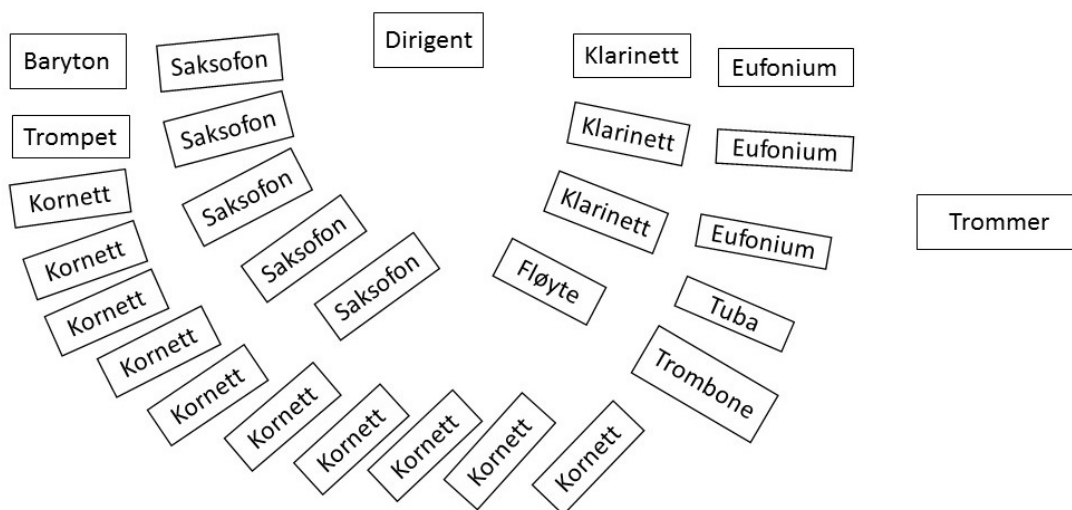 Baryton
Saksofon
Dirigent
Klarinett
Eufonium
Trompet
Saksofon
Klarinett
Eufonium
Kornett
Saksofon
Klarinett
Eufonium
Trommer
Kornett
Saksofon
Fløyte
Kornett
Saksofon
Tuba
Kornett
Trombone
Kornett
Kornett
Kornett
Kornett
Kornett
Kornett